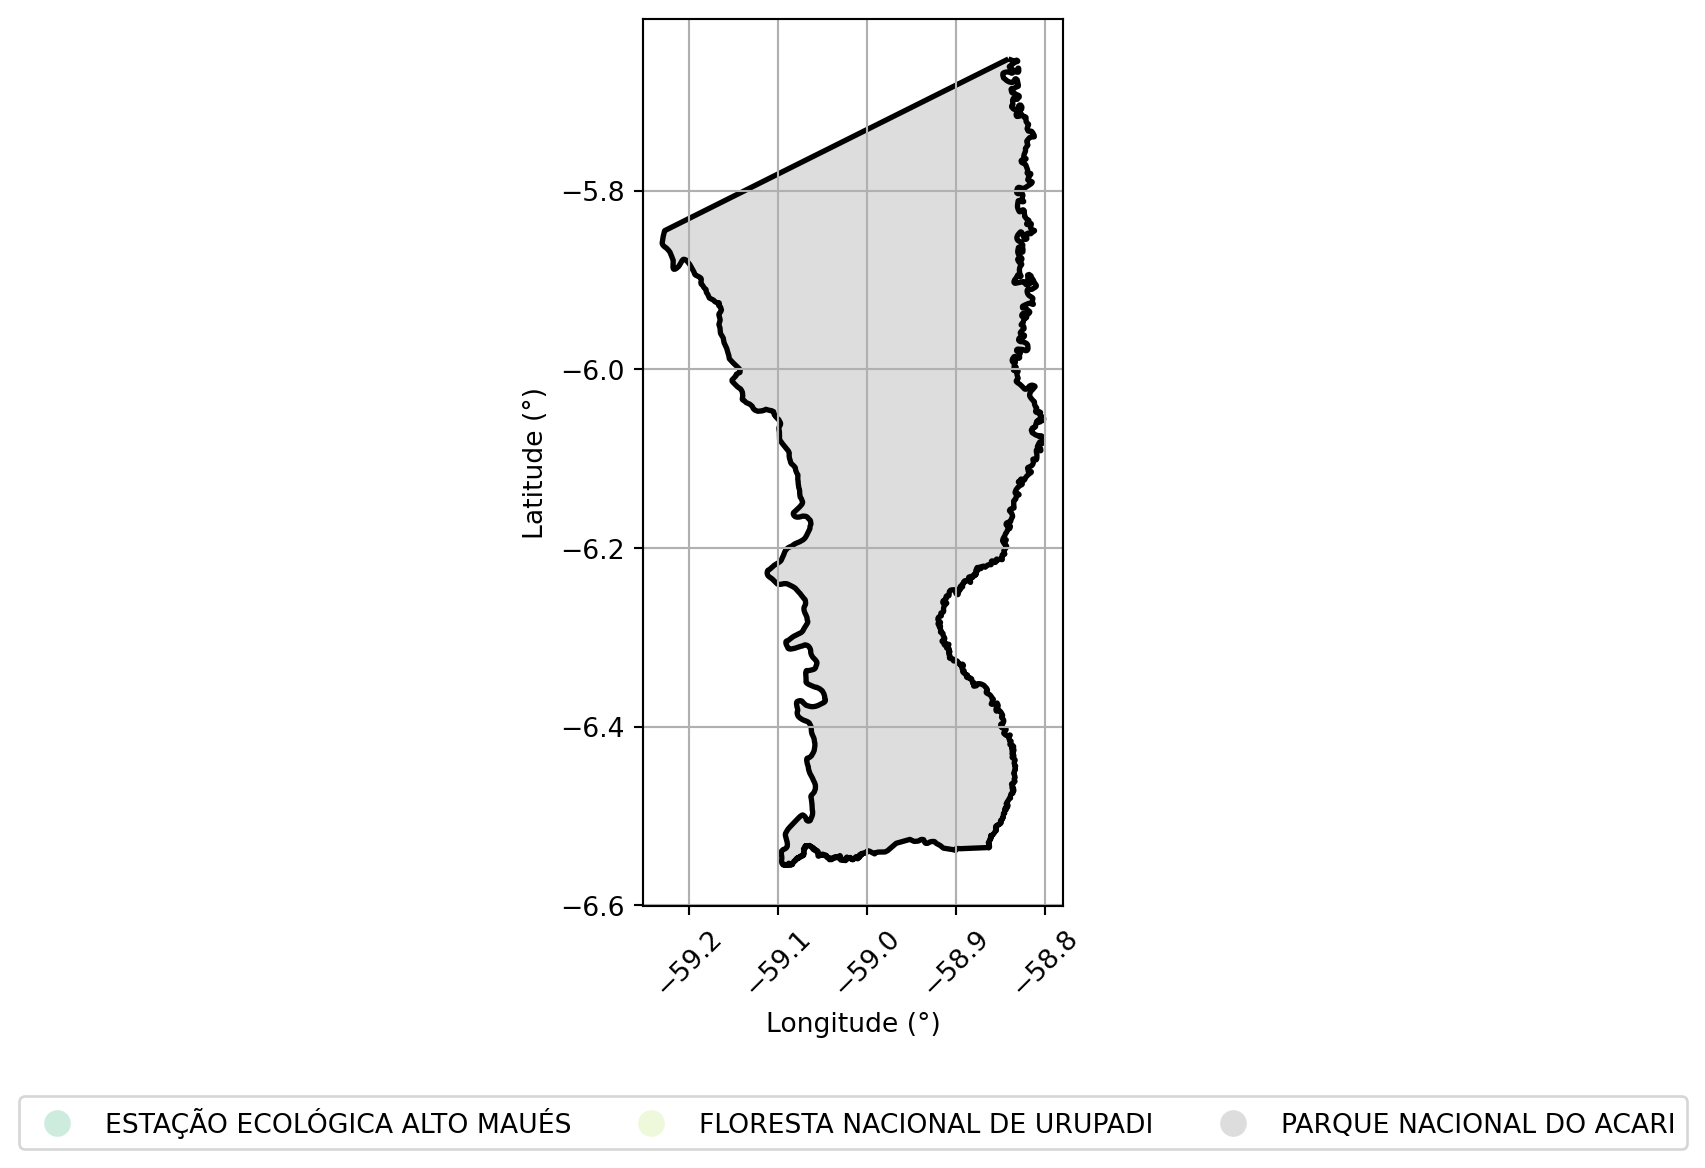 Latitude (°)
−5.8
−6.0
−6.2
−6.4
−6.6
−59.2
−59.1
−59.0
−58.9
−58.8
Longitude (°)
ESTAÇÃO ECOLÓGICA ALTO MAUÉS
FLORESTA NACIONAL DE URUPADI
PARQUE NACIONAL DO ACARI